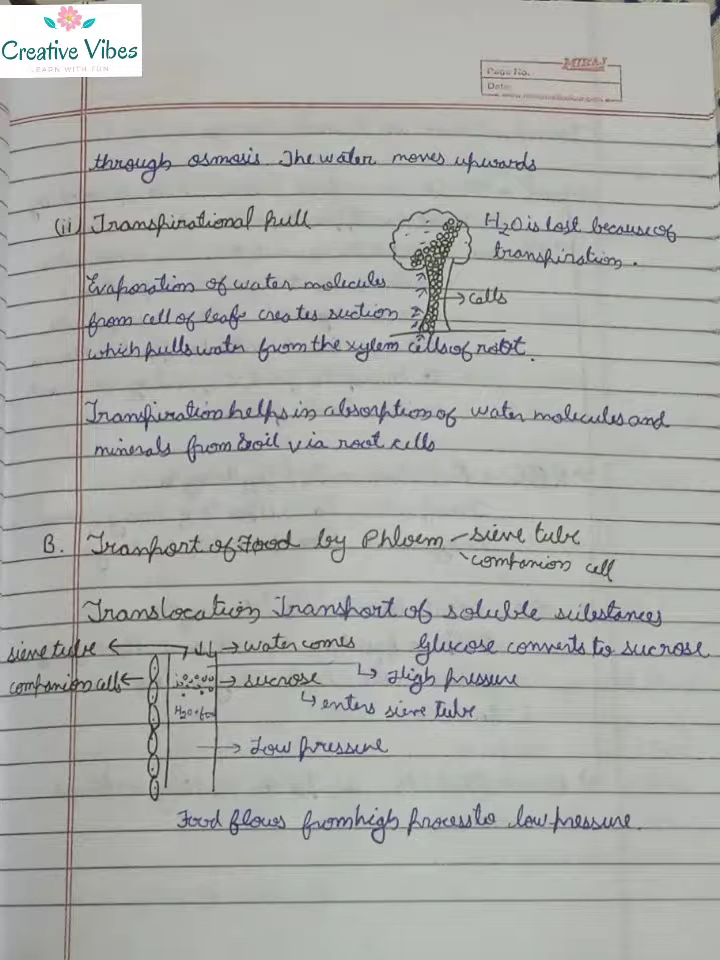 Creative Vibes
LEARN WITH FUN
Page No.
Date:
through osmosis. The water moves upwards
(ii) Transpirational pull
H2O is lost because of
transpiration.
Evaporation of water molecules
from cell of leafs creates suction
→ cells
which pulls water from the xylem cells of root.
Transpiration helps in absorption of water molecules and
minerals from soil via root cells
B. Tranport of Food by Phloem - sieve tube
companion cell
Translocation Transport of soluble substances
sieve tube ← → water comes Glucose converts to sucrose
companion cells ← → sucrose ↳ High pressure
H2O + food ↳ enters sieve tube
→ Low pressure
Food flows from high process to low pressure.